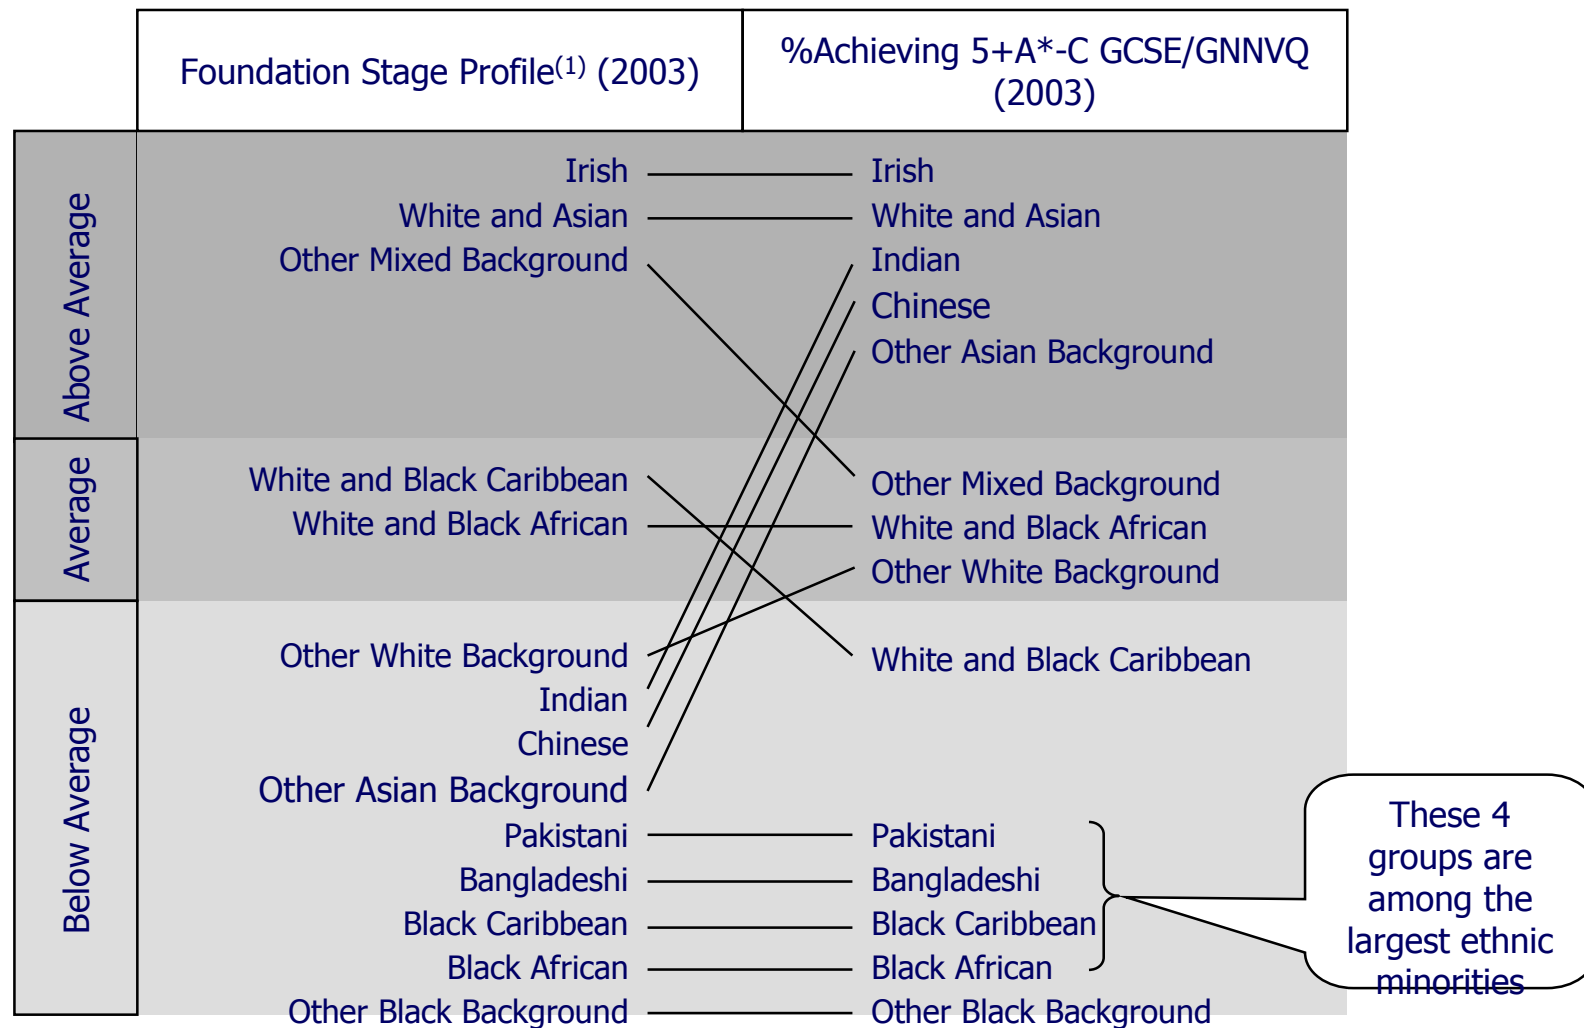 Foundation Stage Profile(1) (2003)
%Achieving 5+A*-C GCSE/GNNVQ
(2003)
Above Average
Irish
White and Asian
Other Mixed Background
Irish
White and Asian
Indian
Chinese
Other Asian Background
Average
White and Black Caribbean
White and Black African
Other Mixed Background
White and Black African
Other White Background
Below Average
Other White Background
Indian
Chinese
Other Asian Background
Pakistani
Bangladeshi
Black Caribbean
Black African
Other Black Background
White and Black Caribbean
Pakistani
Bangladeshi
Black Caribbean
Black African
Other Black Background
These 4
groups are
among the
largest ethnic
minorities